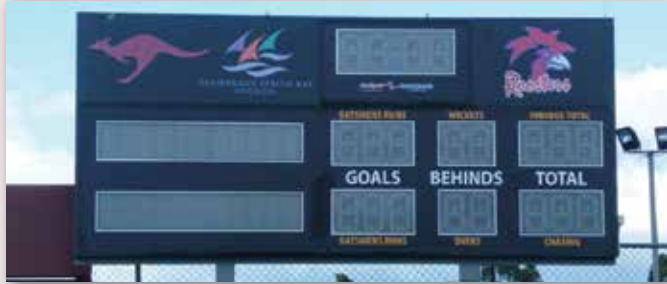 Roosters
BATSMENS RUNS WICKETS INNINGS TOTAL
GOALS BEHINDS TOTAL
BATSMENS RUNS OVERS CHASING